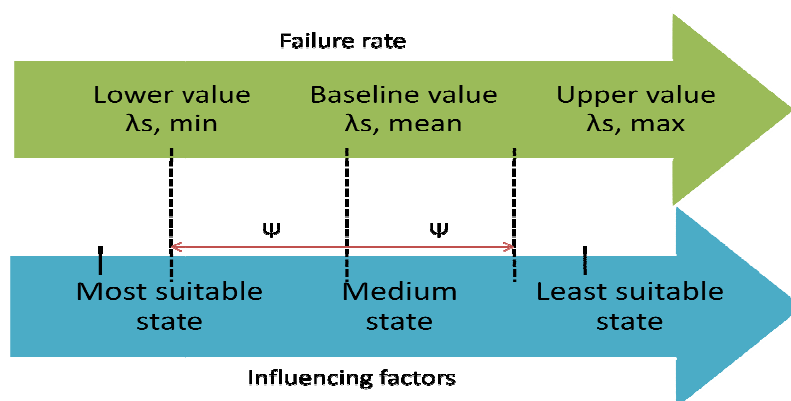 Failure rate
Lower value Baseline value Upper value
λs, min λs, mean λs, max
Ψ Ψ
Most suitable Medium Least suitable
state state state
Influencing factors